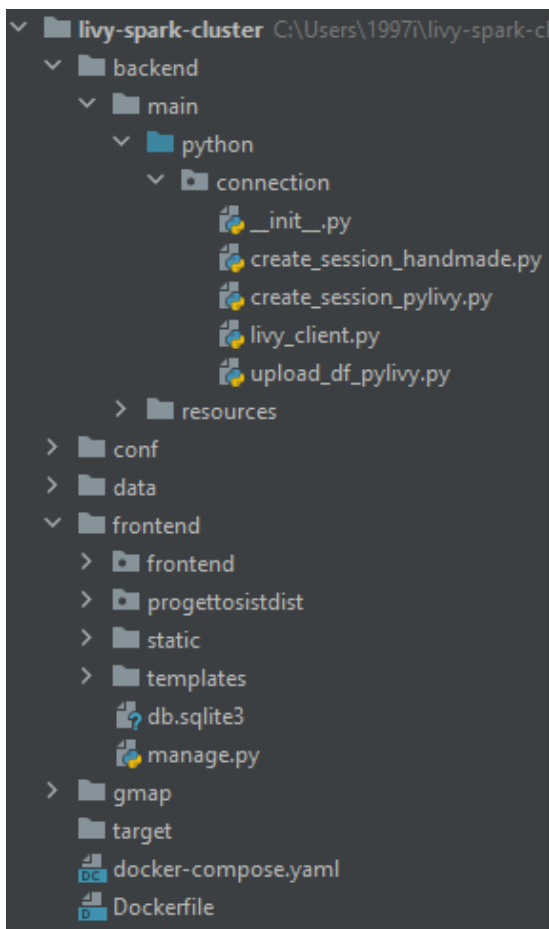 livy-spark-cluster C:\Users\1997i\livy-spark-cl
backend
main
python
connection
__init__.py
create_session_handmade.py
create_session_pylivy.py
livy_client.py
upload_df_pylivy.py
resources
conf
data
frontend
frontend
progettosistdist
static
templates
db.sqlite3
manage.py
gmap
target
DC docker-compose.yaml
D Dockerfile